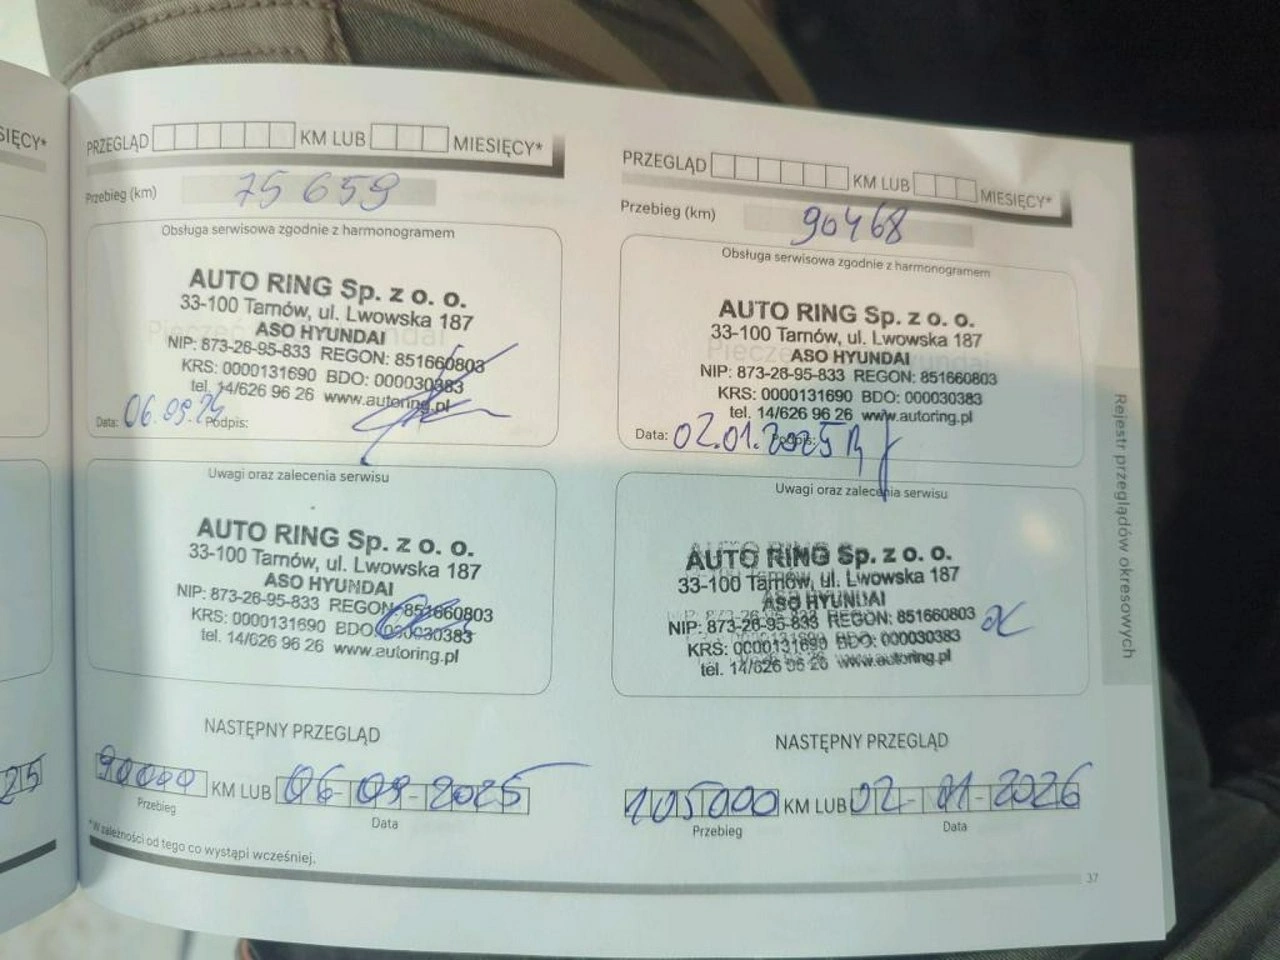 SIĘCY*
25
PRZEGLĄD KM LUB MIESIĘCY*
Przebieg (km) 75 659
Obsługa serwisowa zgodnie z harmonogramem
AUTO RING Sp. z o. o.
33-100 Tarnów, ul. Lwowska 187
ASO HYUNDAI
NIP: 873-26-95-833 REGON: 851660803
KRS: 0000131690 BDO: 000030383
tel. 14/626 96 26 www.autoring.pl
Data: 06.09.24 Podpis:
Uwagi oraz zalecenia serwisu
AUTO RING Sp. z o. o.
33-100 Tarnów, ul. Lwowska 187
ASO HYUNDAI
NIP: 873-26-95-833 REGON: 851660803
KRS: 0000131690 BDO: 000030383
tel. 14/626 96 26 www.autoring.pl
NASTĘPNY PRZEGLĄD
90000 KM LUB 06-09-2025
Przebieg Data
*W zależności od tego co wystąpi wcześniej.
PRZEGLĄD KM LUB MIESIĘCY*
Przebieg (km) 90468
Obsługa serwisowa zgodnie z harmonogramem
AUTO RING Sp. z o. o.
33-100 Tarnów, ul. Lwowska 187
ASO HYUNDAI
NIP: 873-26-95-833 REGON: 851660803
KRS: 0000131690 BDO: 000030383
tel. 14/626 96 26 www.autoring.pl
Data: 02.01.2025 Podpis:
Uwagi oraz zalecenia serwisu
AUTO RING Sp. z o. o.
33-100 Tarnów, ul. Lwowska 187
ASO HYUNDAI
NIP: 873-26-95-833 REGON: 851660803
KRS: 0000131690 BDO: 000030383
tel. 14/626 96 26 www.autoring.pl
NASTĘPNY PRZEGLĄD
105000 KM LUB 02-01-2026
Przebieg Data
37
Rejestr przeglądów okresowych